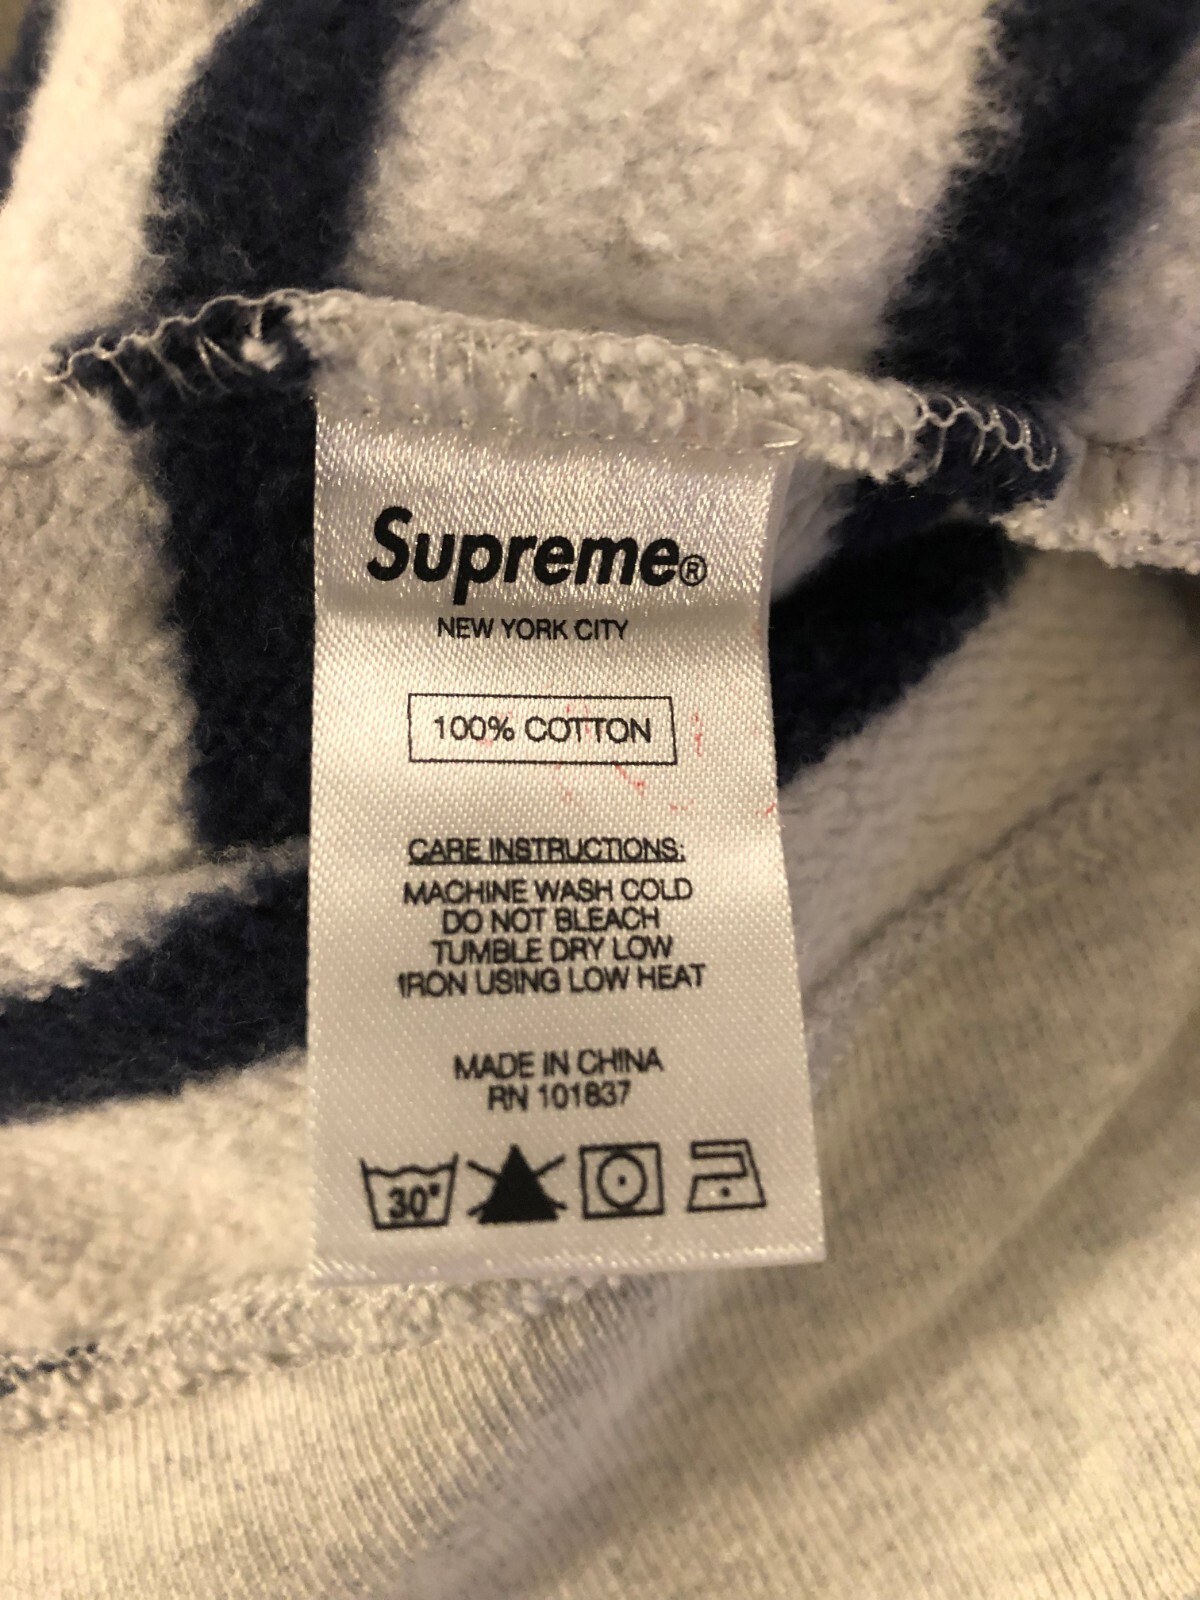 Supreme®
NEW YORK CITY
100% COTTON
CARE INSTRUCTIONS:
MACHINE WASH COLD
DO NOT BLEACH
TUMBLE DRY LOW
IRON USING LOW HEAT
MADE IN CHINA
RN 101837
30°